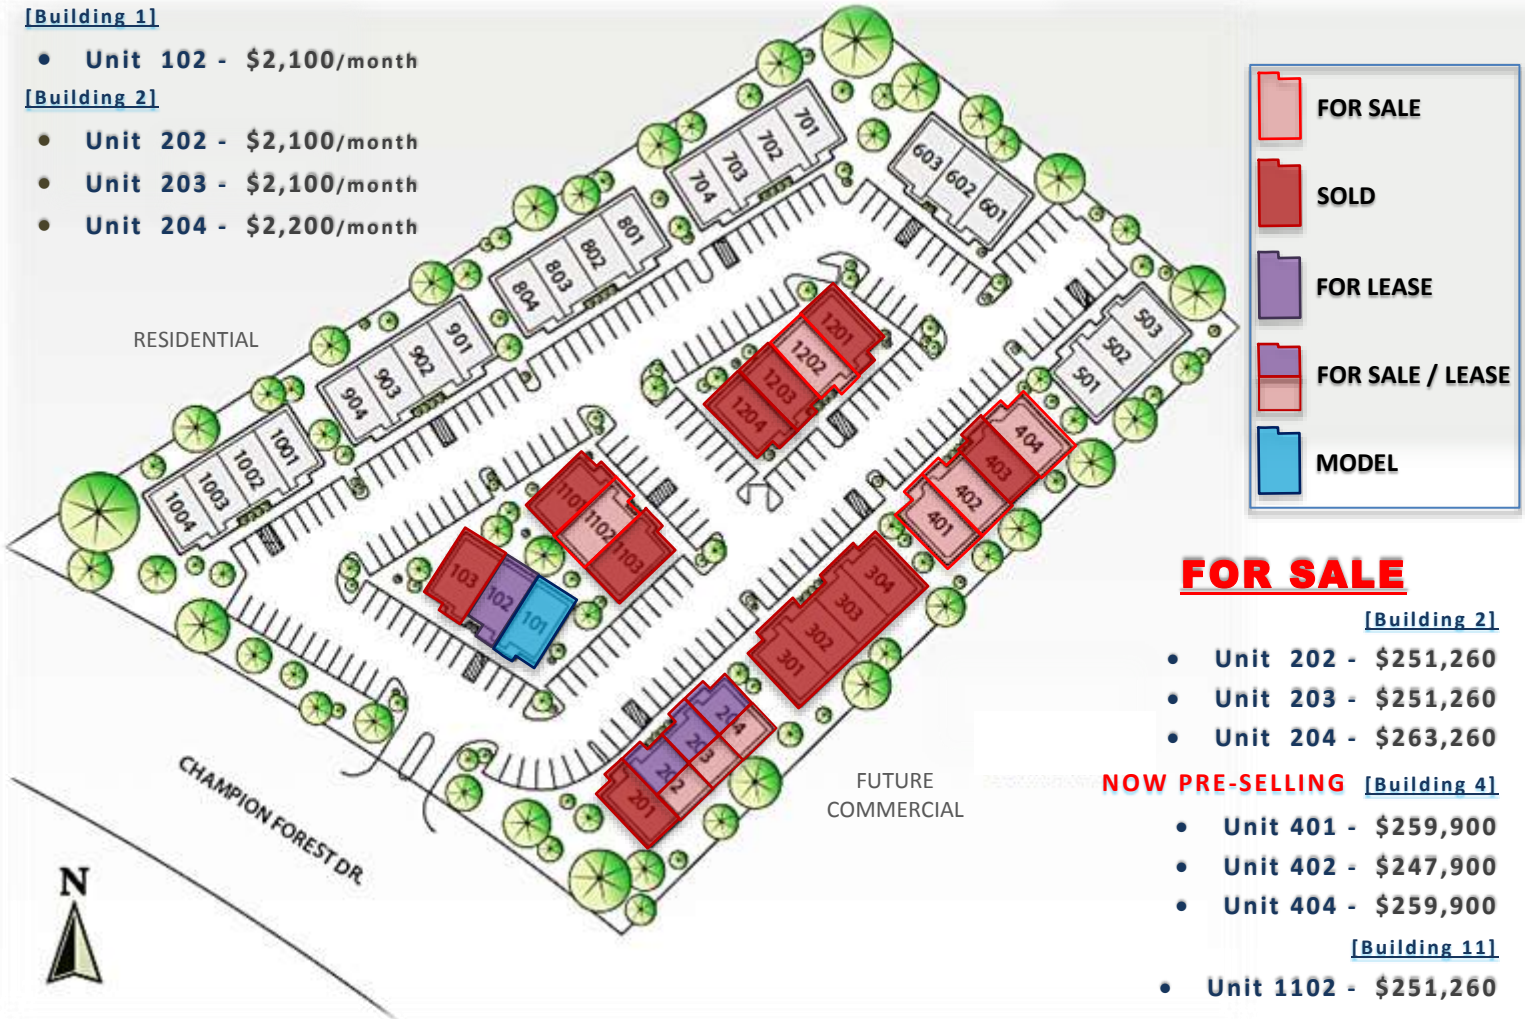 [Building 1]
• Unit 102 - $2,100/month
[Building 2]
• Unit 202 - $2,100/month
• Unit 203 - $2,100/month
• Unit 204 - $2,200/month
RESIDENTIAL
701
702
703
704
603
602
601
801
802
803
804
901
902
903
904
1001
1002
1003
1004
503
502
501
1201
1202
1203
1204
404
403
402
401
1101
1102
1103
103
102
101
304
303
302
301
204
203
202
201
CHAMPION FOREST DR.
FUTURE
COMMERCIAL
N
FOR SALE
SOLD
FOR LEASE
FOR SALE / LEASE
MODEL
FOR SALE
[Building 2]
• Unit 202 - $251,260
• Unit 203 - $251,260
• Unit 204 - $263,260
NOW PRE-SELLING [Building 4]
• Unit 401 - $259,900
• Unit 402 - $247,900
• Unit 404 - $259,900
[Building 11]
• Unit 1102 - $251,260